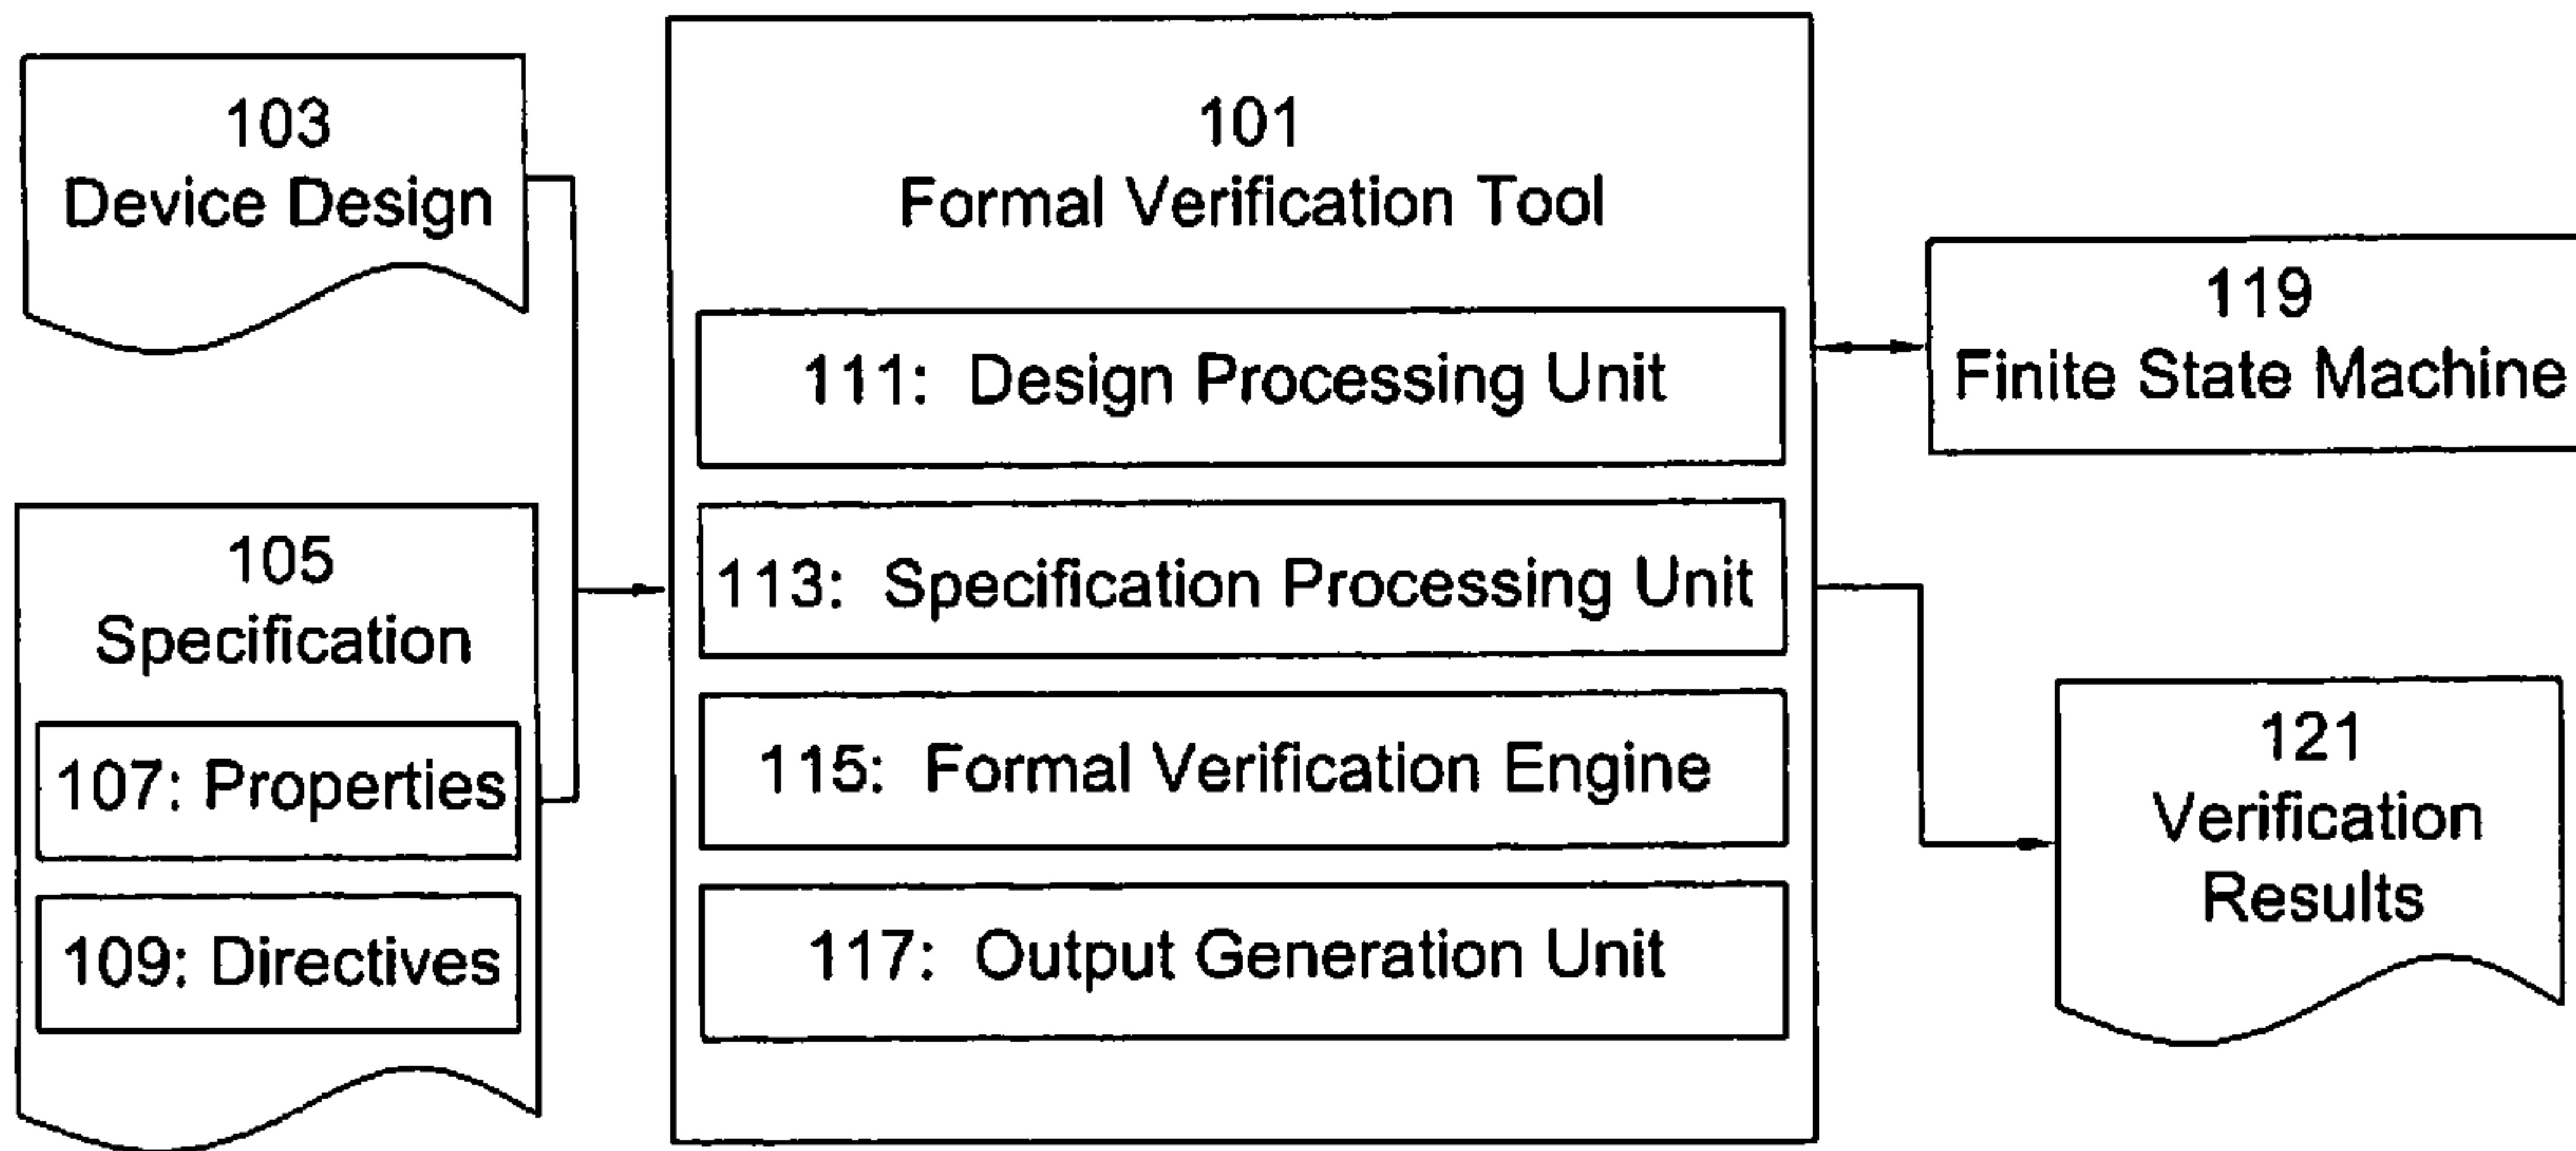 103
Device Design
105
Specification
107: Properties
109: Directives
101
Formal Verification Tool
111: Design Processing Unit
113: Specification Processing Unit
115: Formal Verification Engine
117: Output Generation Unit
119
Finite State Machine
121
Verification
Results